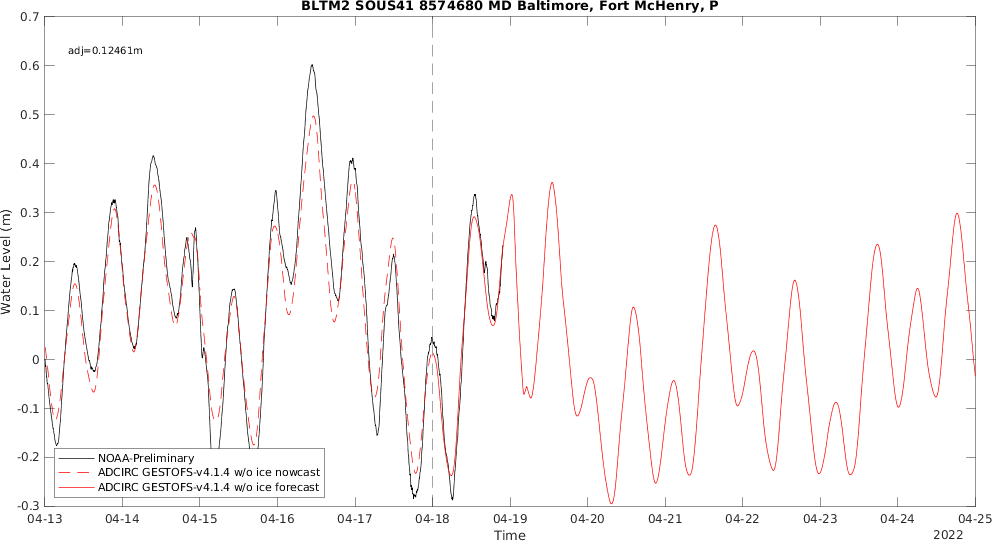 BLTM2 SOUS41 8574680 MD Baltimore, Fort McHenry, P
adj=0.12461m
Water Level (m)
0.7
0.6
0.5
0.4
0.3
0.2
0.1
0
-0.1
-0.2
-0.3
NOAA-Preliminary
ADCIRC GESTOFS-v4.1.4 w/o ice nowcast
ADCIRC GESTOFS-v4.1.4 w/o ice forecast
04-13 04-14 04-15 04-16 04-17 04-18 04-19 04-20 04-21 04-22 04-23 04-24 04-25
Time
2022